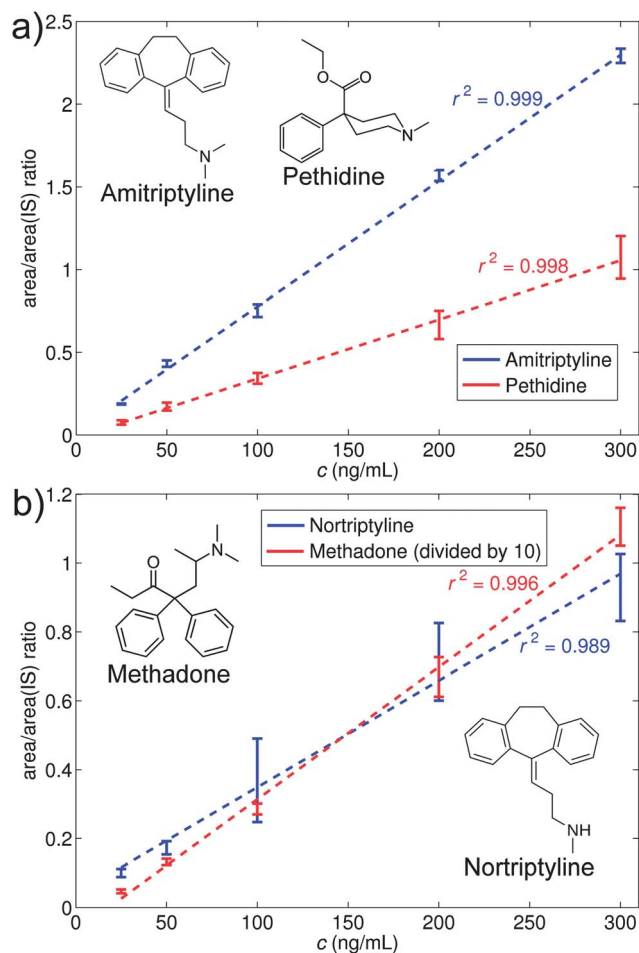 a)
O
O
N
N
Amitriptyline
Pethidine
r² = 0.999
r² = 0.998
Amitriptyline
Pethidine
area/area(IS) ratio
2.5
2
1.5
1
0.5
0
0 50 100 150 200 250 300
c (ng/mL)
b)
Nortriptyline
Methadone (divided by 10)
N
O
Methadone
r² = 0.996
r² = 0.989
NH
Nortriptyline
area/area(IS) ratio
1.2
1
0.8
0.6
0.4
0.2
0
0 50 100 150 200 250 300
c (ng/mL)